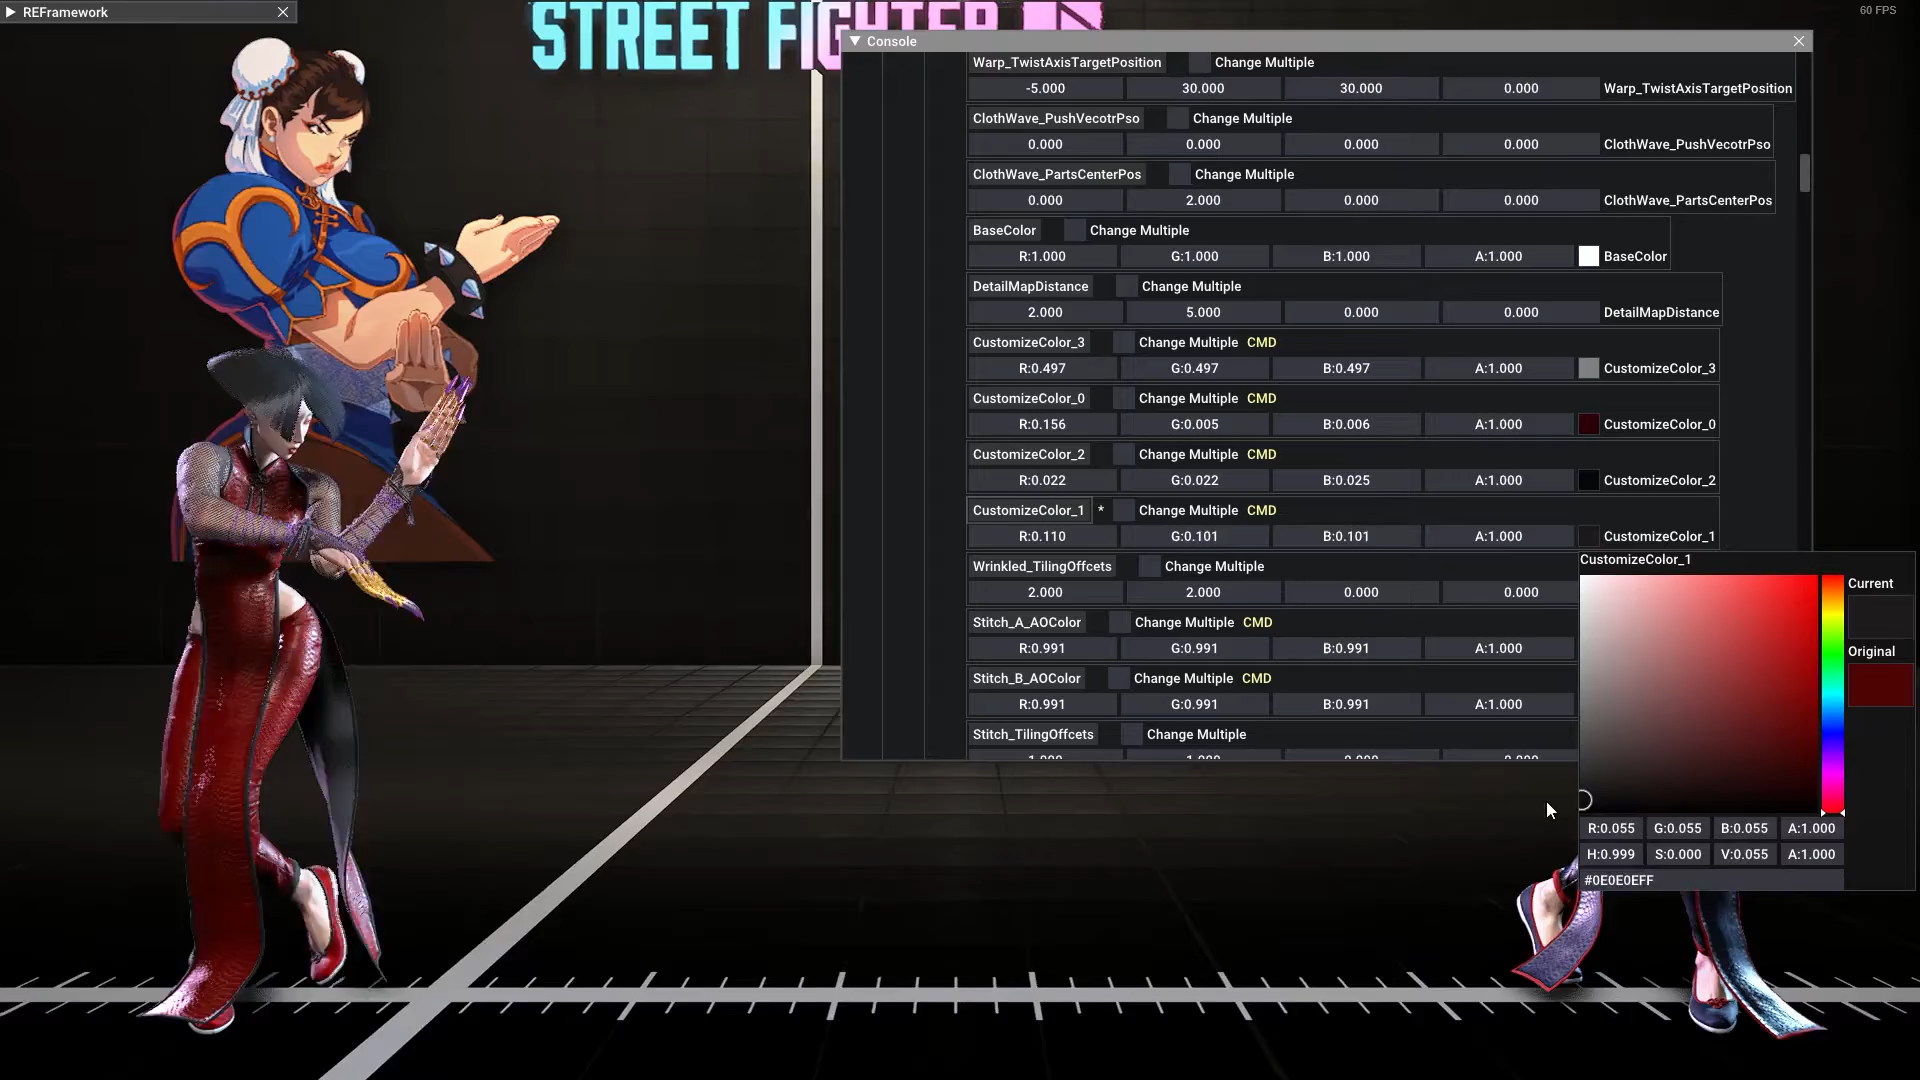 REFramework
60 FPS
STREET FIGHTER
Console
Warp_TwistAxisTargetPosition Change Multiple
-5.000 30.000 30.000 0.000 Warp_TwistAxisTargetPosition
ClothWave_PushVecotrPso Change Multiple
0.000 0.000 0.000 0.000 ClothWave_PushVecotrPso
ClothWave_PartsCenterPos Change Multiple
0.000 2.000 0.000 0.000 ClothWave_PartsCenterPos
BaseColor Change Multiple
R:1.000 G:1.000 B:1.000 A:1.000 BaseColor
DetailMapDistance Change Multiple
2.000 5.000 0.000 0.000 DetailMapDistance
CustomizeColor_3 Change Multiple CMD
R:0.497 G:0.497 B:0.497 A:1.000 CustomizeColor_3
CustomizeColor_0 Change Multiple CMD
R:0.156 G:0.005 B:0.006 A:1.000 CustomizeColor_0
CustomizeColor_2 Change Multiple CMD
R:0.022 G:0.022 B:0.025 A:1.000 CustomizeColor_2
CustomizeColor_1 * Change Multiple CMD
R:0.110 G:0.101 B:0.101 A:1.000 CustomizeColor_1
Wrinkled_TilingOffcets Change Multiple
2.000 2.000 0.000 0.000
Stitch_A_AOColor Change Multiple CMD
R:0.991 G:0.991 B:0.991 A:1.000
Stitch_B_AOColor Change Multiple CMD
R:0.991 G:0.991 B:0.991 A:1.000
Stitch_TilingOffcets Change Multiple
CustomizeColor_1
Current
Original
R:0.055 G:0.055 B:0.055 A:1.000
H:0.999 S:0.000 V:0.055 A:1.000
#0E0E0EFF